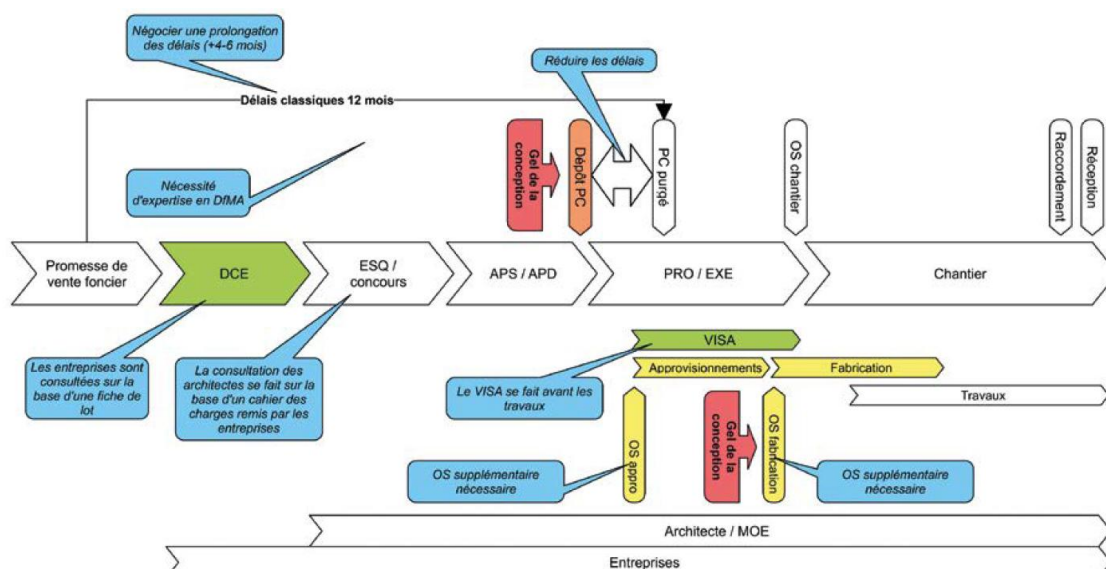 Négocier une prolongation
des délais (+4-6 mois)
Réduire les délais
Délais classiques 12 mois
Nécessité
d'expertise en DfMA
Gel de la
conception
Dépôt PC
PC purgé
OS chantier
Raccordement
Réception
Promesse de
vente foncier
DCE
ESQ /
concours
APS / APD
PRO / EXE
Chantier
Les entreprises sont
consultées sur la
base d'une fiche de
lot
La consultation des
architectes se fait sur la
base d'un cahier des
charges remis par les
entreprises
Le VISA se fait avant les
travaux
VISA
Approvisionnements
Fabrication
Travaux
OS supplémentaire
nécessaire
OS appro
Gel de la
conception
OS fabrication
OS supplémentaire
nécessaire
Architecte / MOE
Entreprises